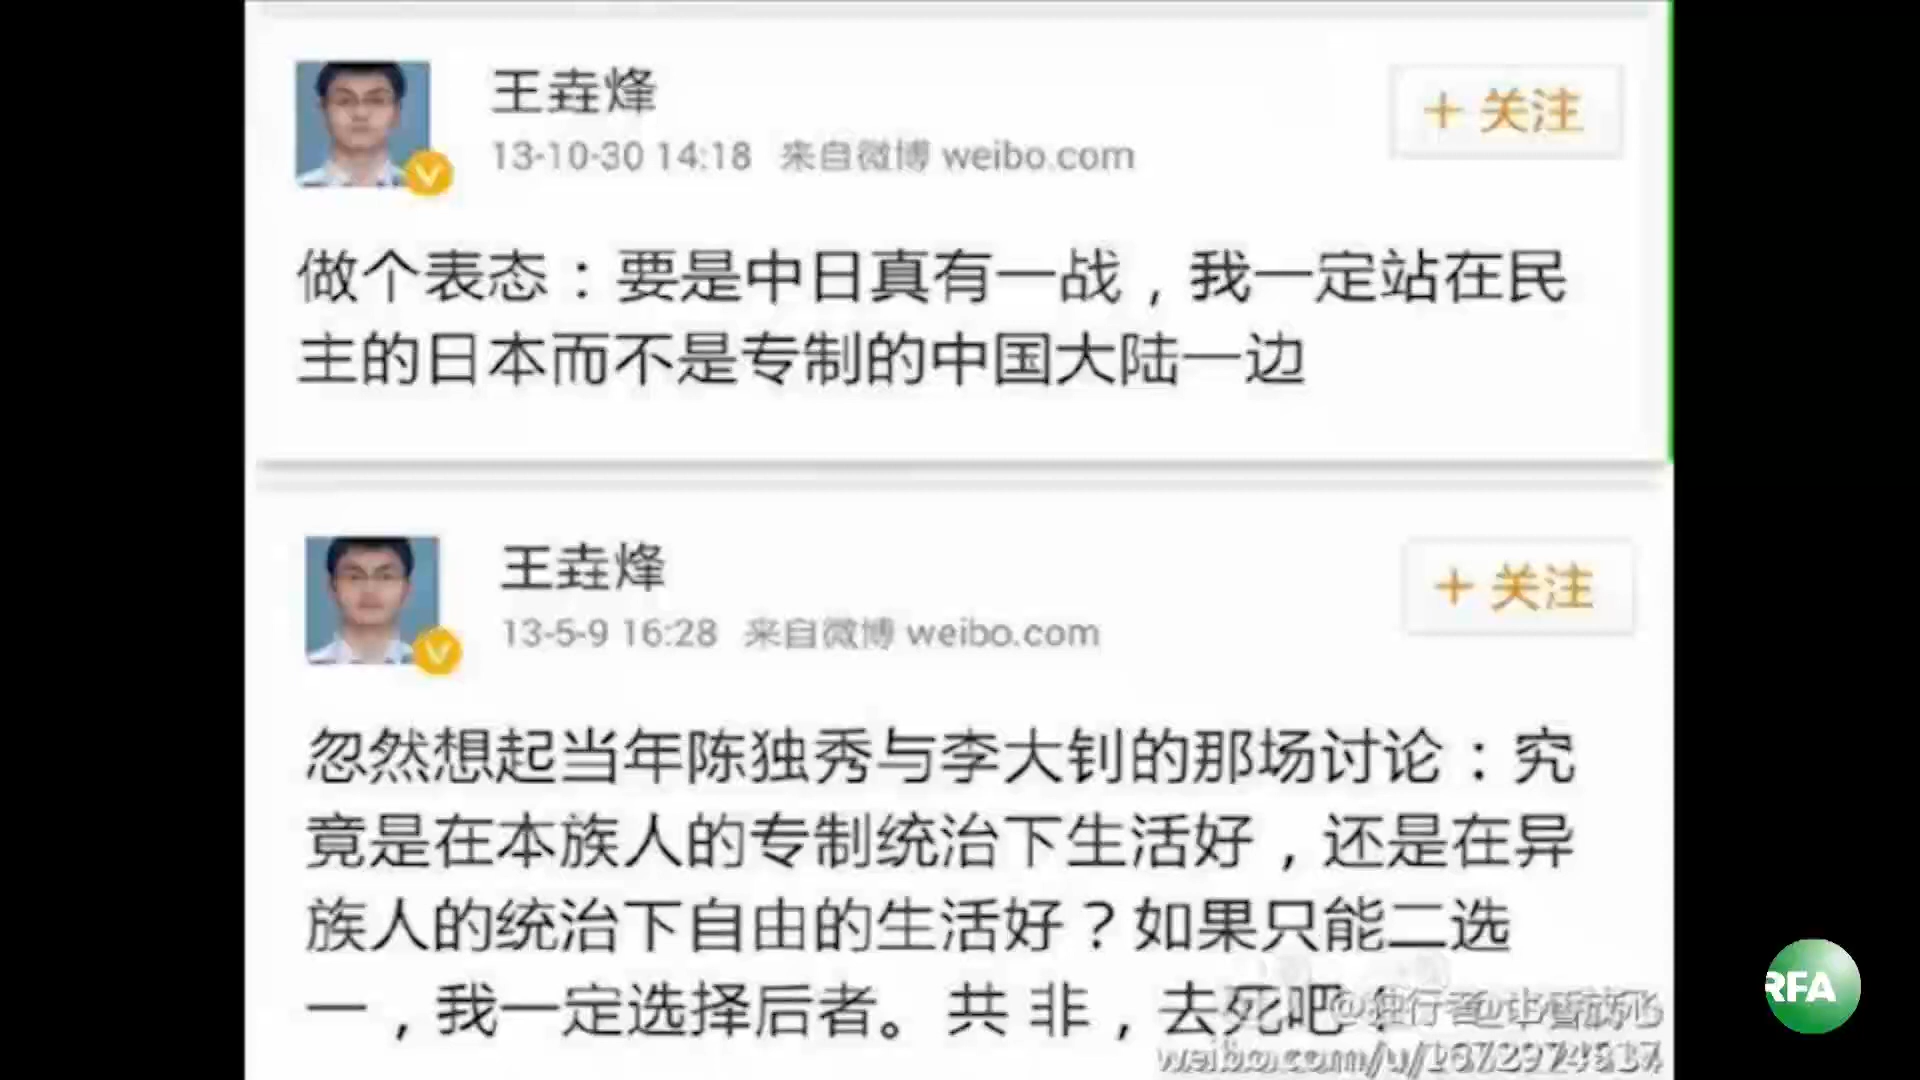 王垚烽
+ 关注
13-10-30 14:18 来自微博 weibo.com
做个表态：要是中日真有一战，我一定站在民
主的日本而不是专制的中国大陆一边
王垚烽
+ 关注
13-5-9 16:28 来自微博 weibo.com
忽然想起当年陈独秀与李大钊的那场讨论：究
竟是在本族人的专制统治下生活好，还是在异
族人的统治下自由的生活好？如果只能二选
一，我一定选择后者。共 非，去死吧！
RFA